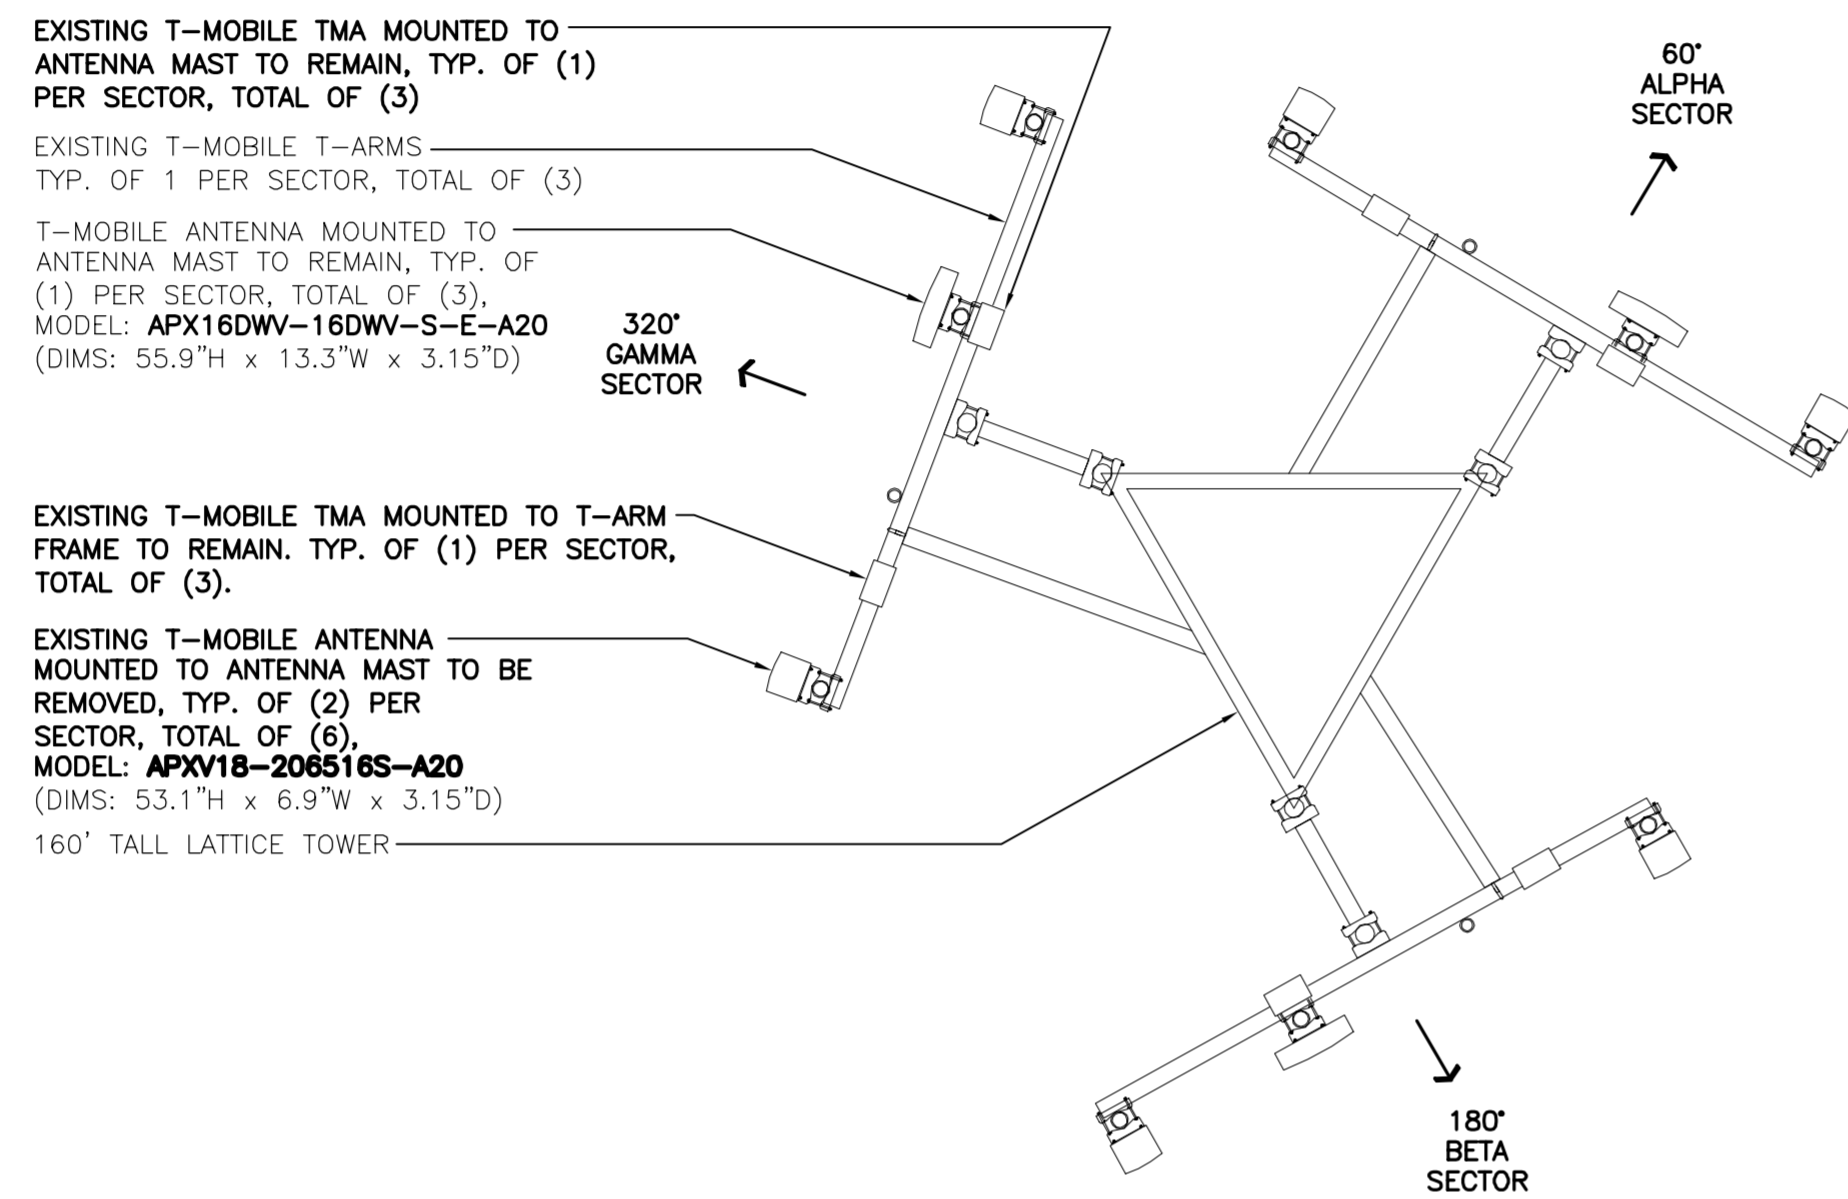 EXISTING T-MOBILE TMA MOUNTED TO
ANTENNA MAST TO REMAIN, TYP. OF (1)
PER SECTOR, TOTAL OF (3)
EXISTING T-MOBILE T-ARMS
TYP. OF 1 PER SECTOR, TOTAL OF (3)
T-MOBILE ANTENNA MOUNTED TO
ANTENNA MAST TO REMAIN, TYP. OF
(1) PER SECTOR, TOTAL OF (3),
MODEL: APX16DWV-16DWV-S-E-A20
(DIMS: 55.9"H x 13.3"W x 3.15"D)
320°
GAMMA
SECTOR
60°
ALPHA
SECTOR
EXISTING T-MOBILE TMA MOUNTED TO T-ARM
FRAME TO REMAIN. TYP. OF (1) PER SECTOR,
TOTAL OF (3).
EXISTING T-MOBILE ANTENNA
MOUNTED TO ANTENNA MAST TO BE
REMOVED, TYP. OF (2) PER
SECTOR, TOTAL OF (6),
MODEL: APXV18-206516S-A20
(DIMS: 53.1"H x 6.9"W x 3.15"D)
160' TALL LATTICE TOWER
180°
BETA
SECTOR